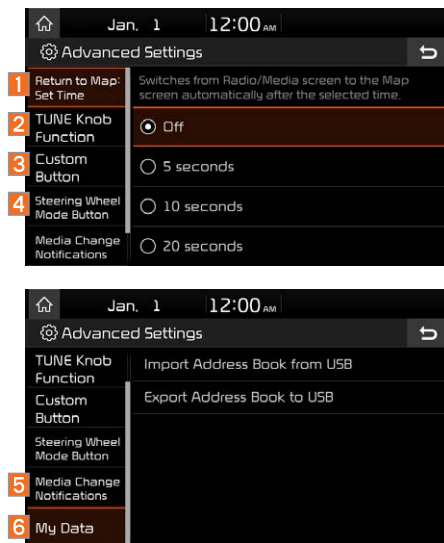 Jan. 1 12:00 AM
Advanced Settings
1 Return to Map:
Set Time
Switches from Radio/Media screen to the Map
screen automatically after the selected time.
2 TUNE Knob
Function
Off
3 Custom
Button
5 seconds
4 Steering Wheel
Mode Button
10 seconds
Media Change
Notifications
20 seconds
Jan. 1 12:00 AM
Advanced Settings
TUNE Knob
Function
Import Address Book from USB
Custom
Button
Export Address Book to USB
Steering Wheel
Mode Button
5 Media Change
Notifications
6 My Data